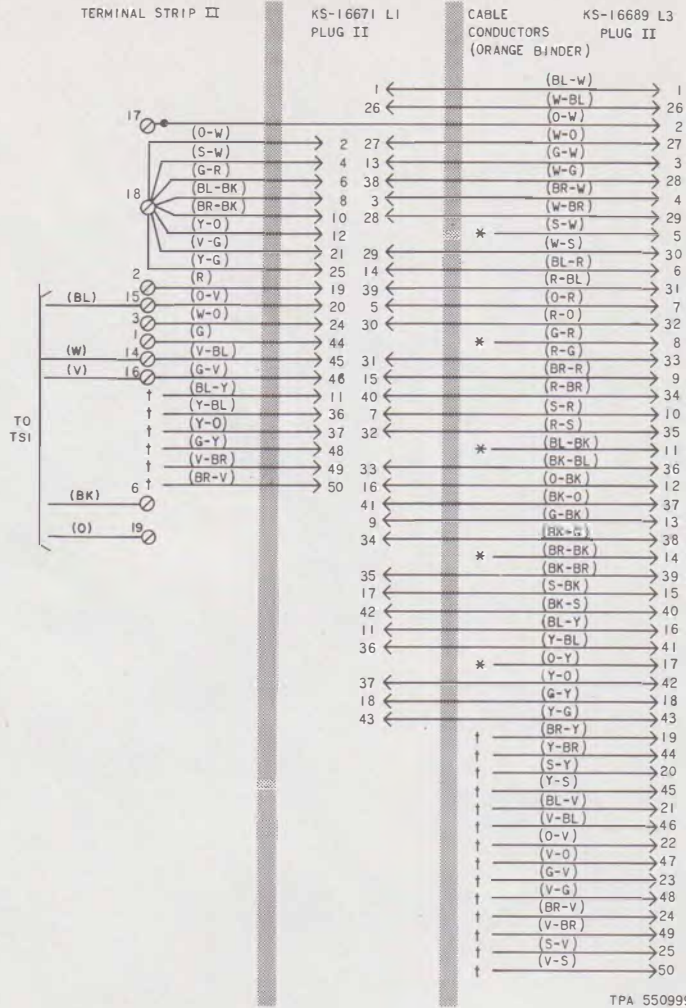 TERMINAL STRIP II KS-16671 L1 CABLE KS-16689 L3
PLUG II CONDUCTORS PLUG II
(ORANGE BINDER)
1 (BL-W) 1
26 (W-BL) 26
17 (O-W) 2
(O-W) 2 27 (W-O) 27
(S-W) 4 13 (G-W) 3
(G-R) 6 38 (W-G) 28
18 (BL-BK) 8 3 (BR-W) 4
(BR-BK) 10 28 (W-BR) 29
(Y-O) 12 * (S-W) 5
(V-G) 21 29 (W-S) 30
(Y-G) 25 14 (BL-R) 6
2 (R) 19 39 (R-BL) 31
(BL) 15 (O-V) 20 5 (O-R) 7
3 (W-O) 24 30 (R-O) 32
1 (G) 44 * (G-R) 8
(W) 14 (V-BL) 45 31 (R-G) 33
(V) 16 (G-V) 46 15 (BR-R) 9
† (BL-Y) 11 40 (R-BR) 34
† (Y-BL) 36 7 (S-R) 10
TO
TS1
† (Y-O) 37 32 (R-S) 35
† (G-Y) 48 * (BL-BK) 11
† (V-BR) 49 33 (BK-BL) 36
† (BR-V) 50 16 (O-BK) 12
(BK) 6 41 (BK-O) 37
9 (G-BK) 13
(O) 19 34 (BK-G) 38
* (BR-BK) 14
35 (BK-BR) 39
17 (S-BK) 15
42 (BK-S) 40
11 (BL-Y) 16
36 (Y-BL) 41
* (O-Y) 17
37 (Y-O) 42
18 (G-Y) 18
43 (Y-G) 43
† (BR-Y) 19
† (Y-BR) 44
† (S-Y) 20
† (Y-S) 45
† (BL-V) 21
† (V-BL) 46
† (O-V) 22
† (V-O) 47
† (G-V) 23
† (V-G) 48
† (BR-V) 24
† (V-BR) 49
† (S-V) 25
† (V-S) 50
TPA 55099